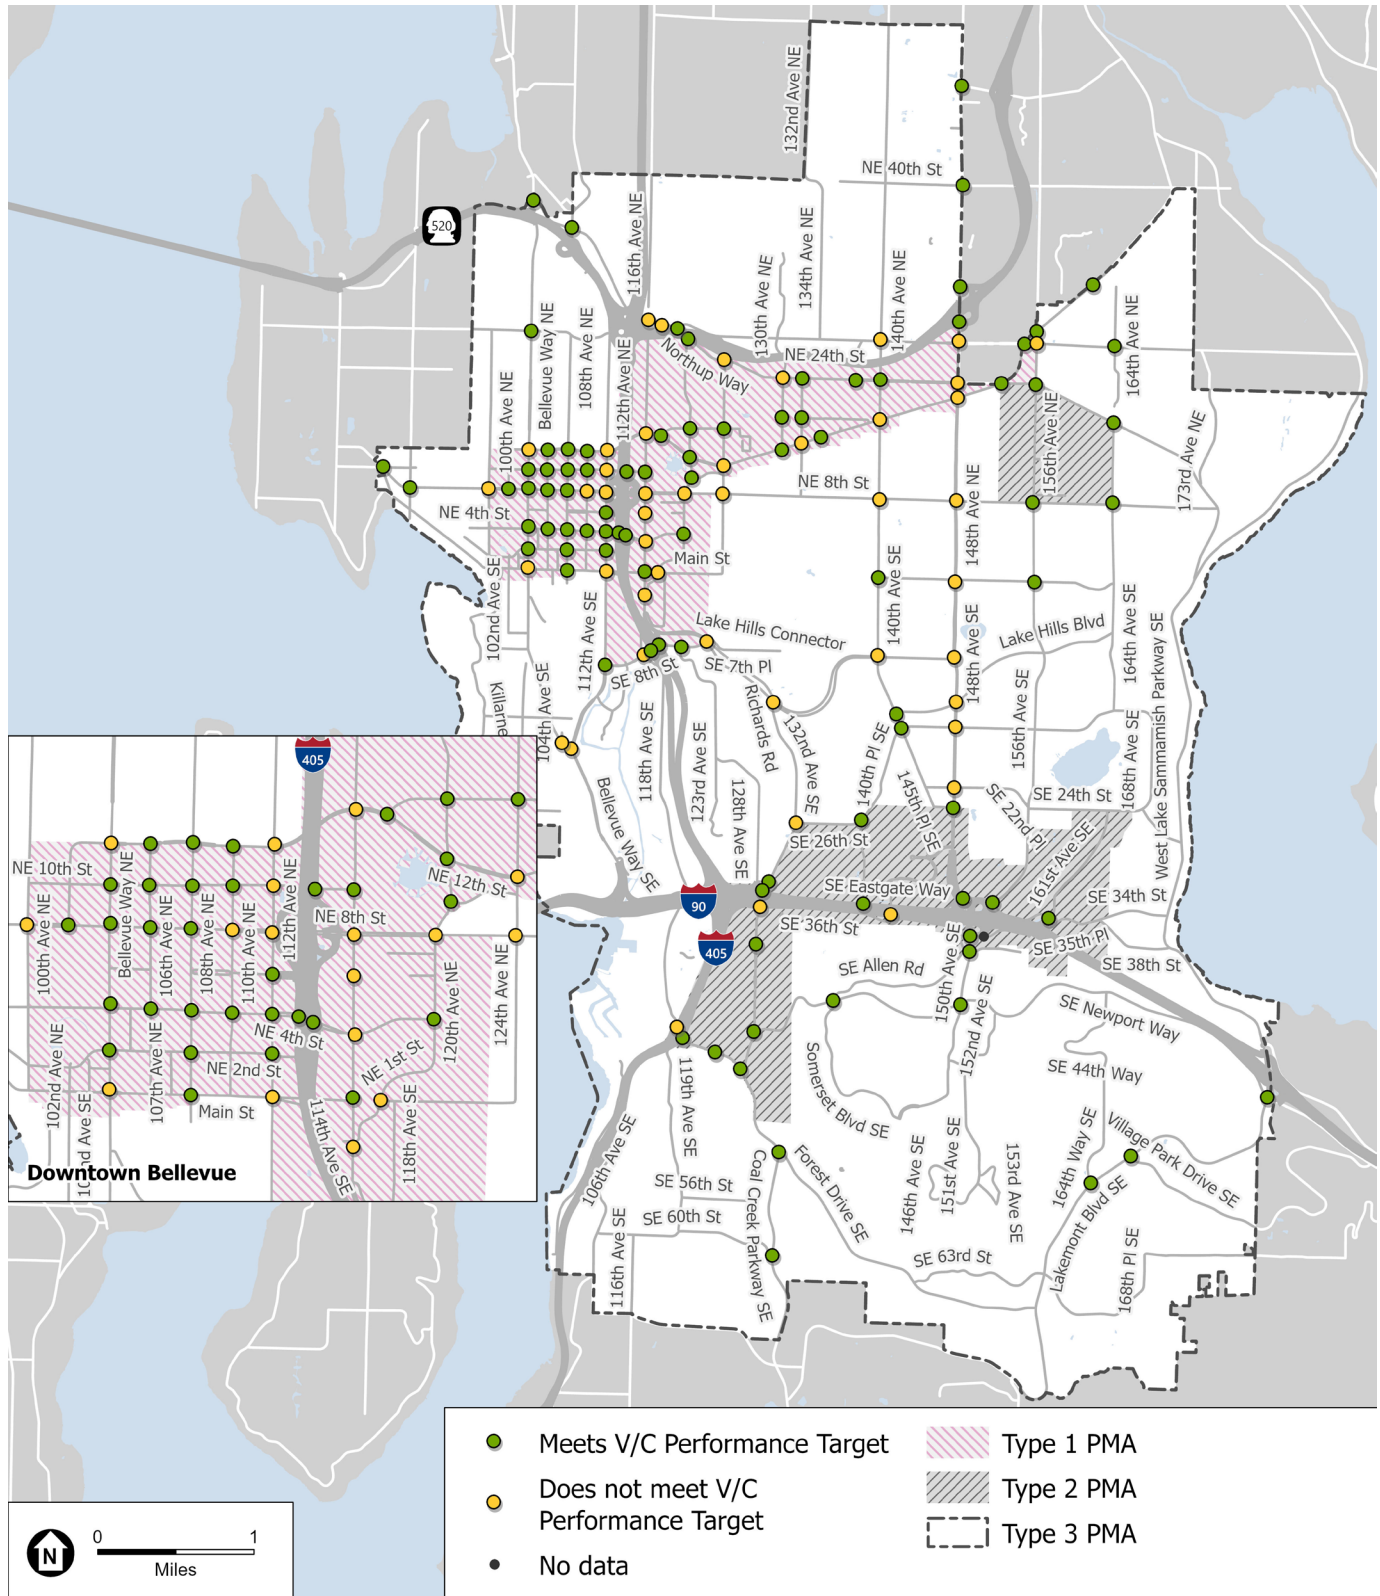 132nd Ave NE
NE 40th St
520
116th Ave NE
134th Ave NE
140th Ave NE
130th Ave NE
Bellevue Way NE
108th Ave NE
112th Ave NE
Northup Way
NE 24th St
164th Ave NE
100th Ave NE
156th Ave NE
173rd Ave NE
NE 8th St
148th Ave NE
NE 4th St
Main St
102nd Ave SE
112th Ave SE
Lake Hills Connector
140th Ave SE
148th Ave SE
Lake Hills Blvd
164th Ave SE
West Lake Sammamish Parkway SE
SE 8th St
SE 7th Pl
Killarne
104th Ave SE
Richards Rd
132nd Ave SE
140th Pl SE
145th Pl SE
156th Ave SE
168th Ave SE
118th Ave SE
123rd Ave SE
128th Ave SE
Bellevue Way SE
SE 24th St
SE 22nd Pl
SE 26th St
161st Ave SE
SE Eastgate Way
90
SE 36th St
SE 34th St
405
SE 35th Pl
SE 38th St
150th Ave SE
SE Allen Rd
152nd Ave SE
SE Newport Way
SE 44th Way
119th Ave SE
Somerset Blvd SE
106th Ave SE
146th Ave SE
151st Ave SE
153rd Ave SE
164th Way SE
Village Park Drive SE
SE 56th St
SE 60th St
Coal Creek Parkway SE
Forest Drive SE
SE 63rd St
Lakemont Blvd SE
168th Pl SE
116th Ave SE
405
NE 10th St
Bellevue Way NE
112th Ave NE
NE 12th St
NE 8th St
100th Ave NE
106th Ave NE
108th Ave NE
110th Ave NE
120th Ave NE
124th Ave NE
NE 4th St
NE 1st St
102nd Ave NE
107th Ave NE
NE 2nd St
Main St
102nd Ave SE
114th Ave SE
118th Ave SE
Downtown Bellevue
Meets V/C Performance Target
Does not meet V/C
Performance Target
No data
Type 1 PMA
Type 2 PMA
Type 3 PMA
N
0 1
Miles